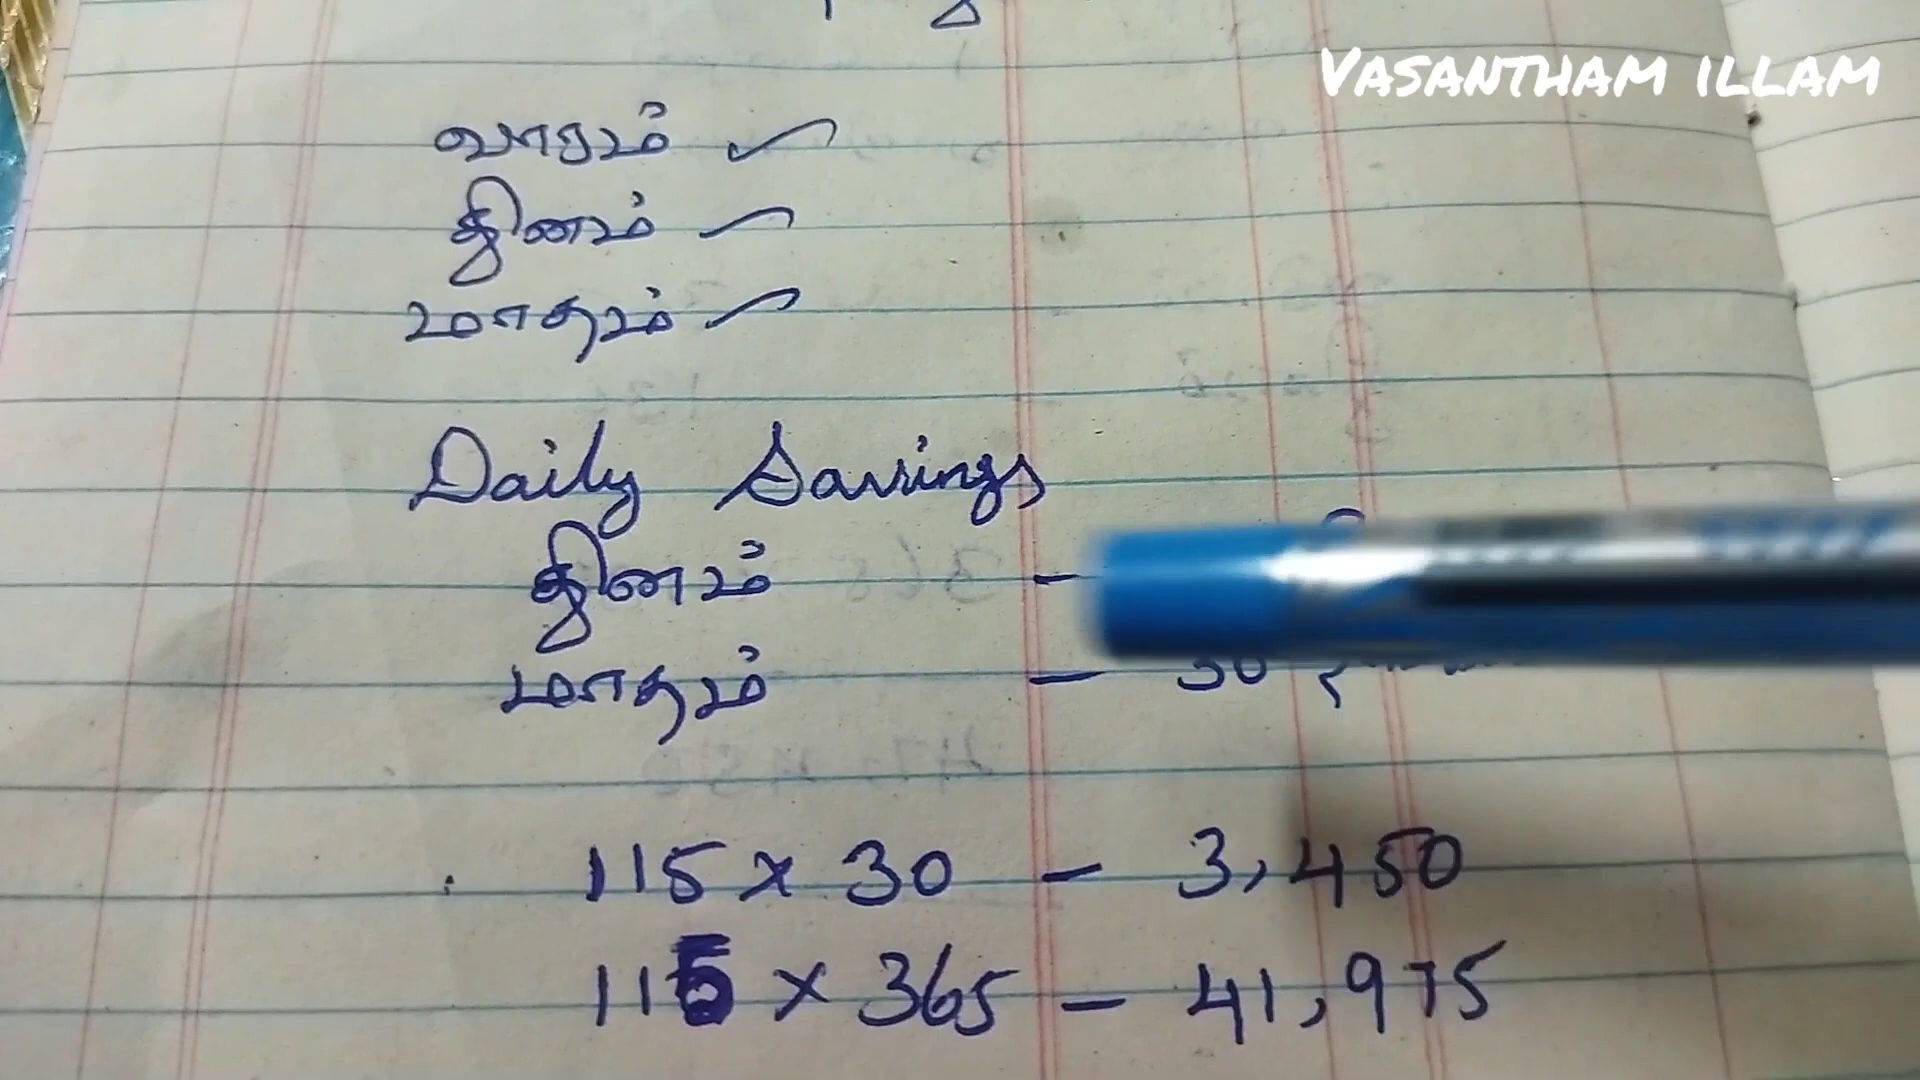 VASANTHAM ILLAM
வாரம் ✓
தினம் ✓
மாதம் ✓
Daily Savings
தினம் -
மாதம் - 30
115 × 30 - 3,450
115 × 365 - 41,975